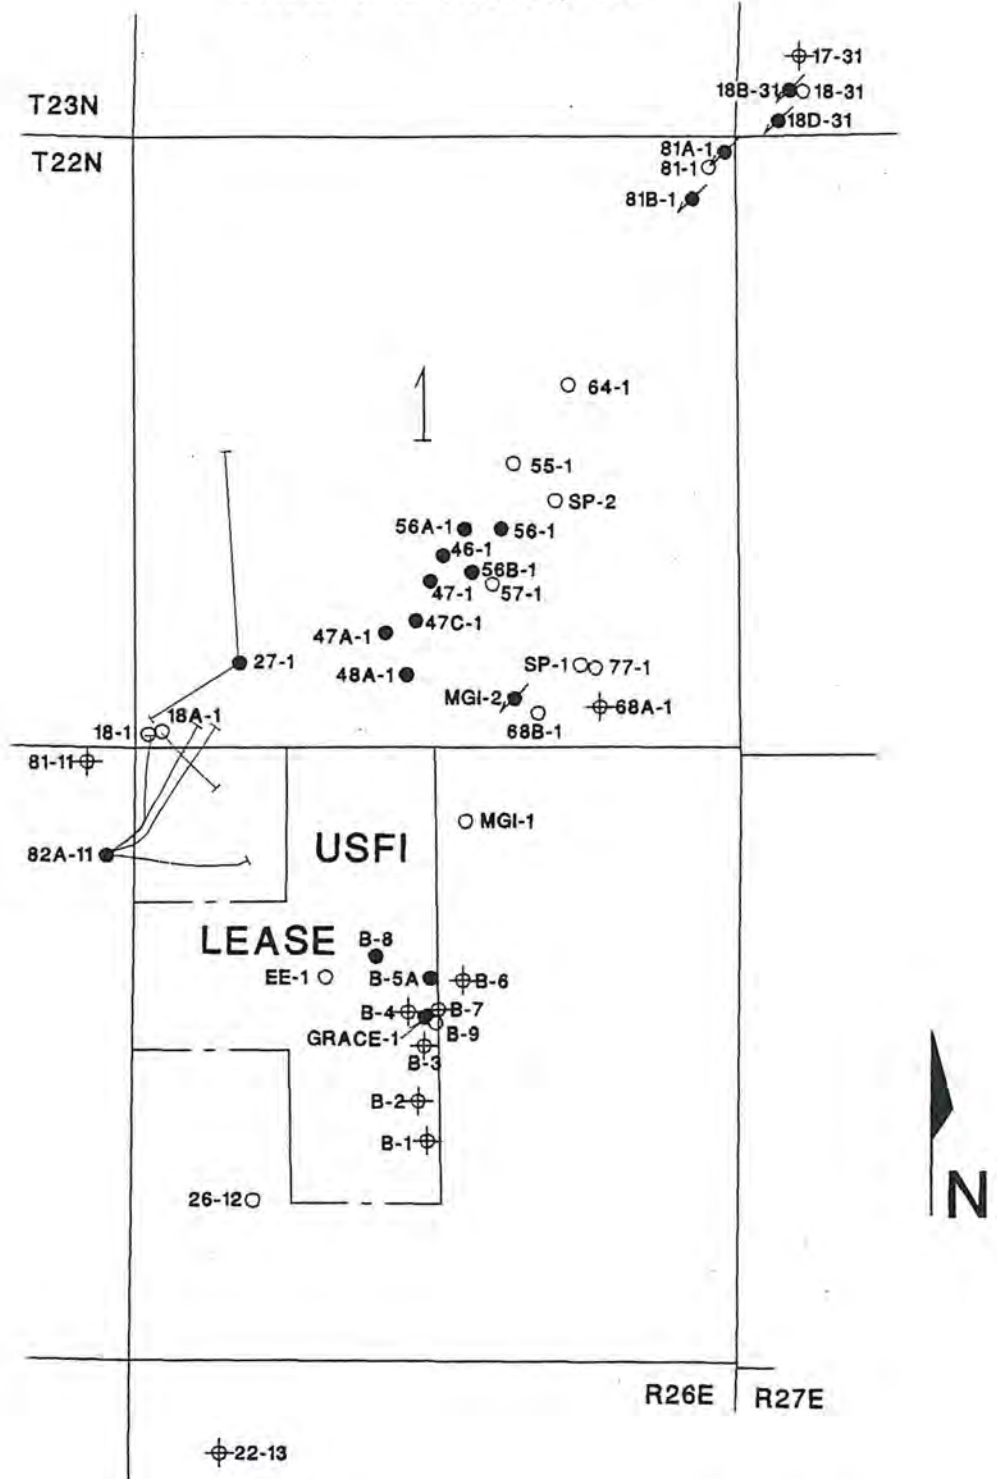 17-31
18B-31
18-31
T23N
18D-31
T22N
81A-1
81-1
81B-1
64-1
1
55-1
SP-2
56A-1
56-1
46-1
56B-1
47-1
57-1
47C-1
47A-1
27-1
SP-1
77-1
48A-1
MGI-2
68A-1
18A-1
18-1
68B-1
81-11
MGI-1
USFI
82A-11
LEASE
B-8
EE-1
B-5A
B-6
B-4
B-7
GRACE-1
B-9
B-3
B-2
B-1
N
26-12
R26E
R27E
22-13